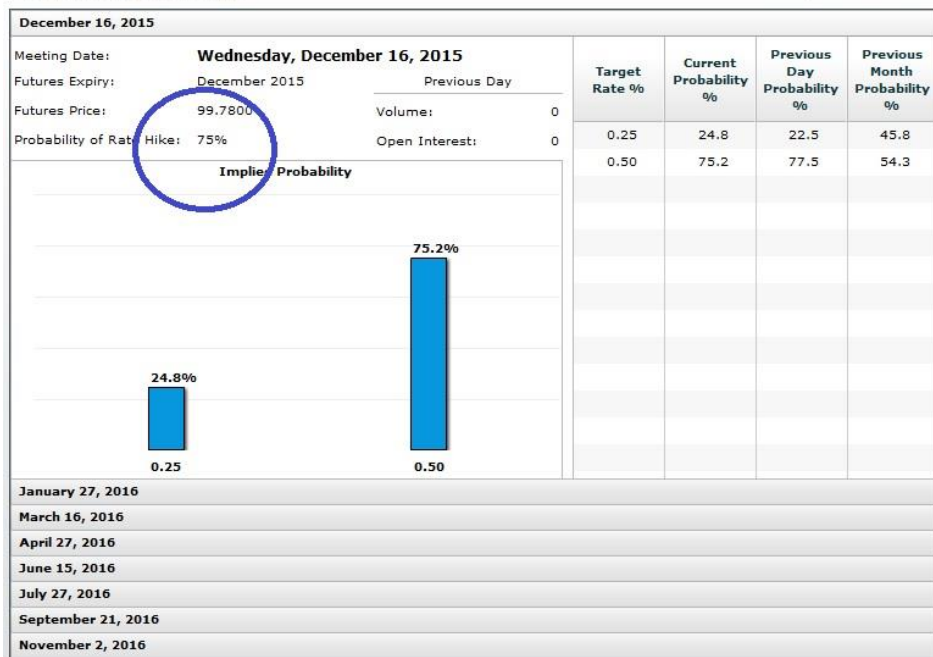 December 16, 2015
Meeting Date: Wednesday, December 16, 2015
Futures Expiry: December 2015 Previous Day
Futures Price: 99.7800 Volume: 0
Probability of Rate Hike: 75% Open Interest: 0
Implied Probability
75.2%
24.8%
0.25 0.50
Target Rate % Current Probability % Previous Day Probability % Previous Month Probability %
0.25 24.8 22.5 45.8
0.50 75.2 77.5 54.3
January 27, 2016
March 16, 2016
April 27, 2016
June 15, 2016
July 27, 2016
September 21, 2016
November 2, 2016